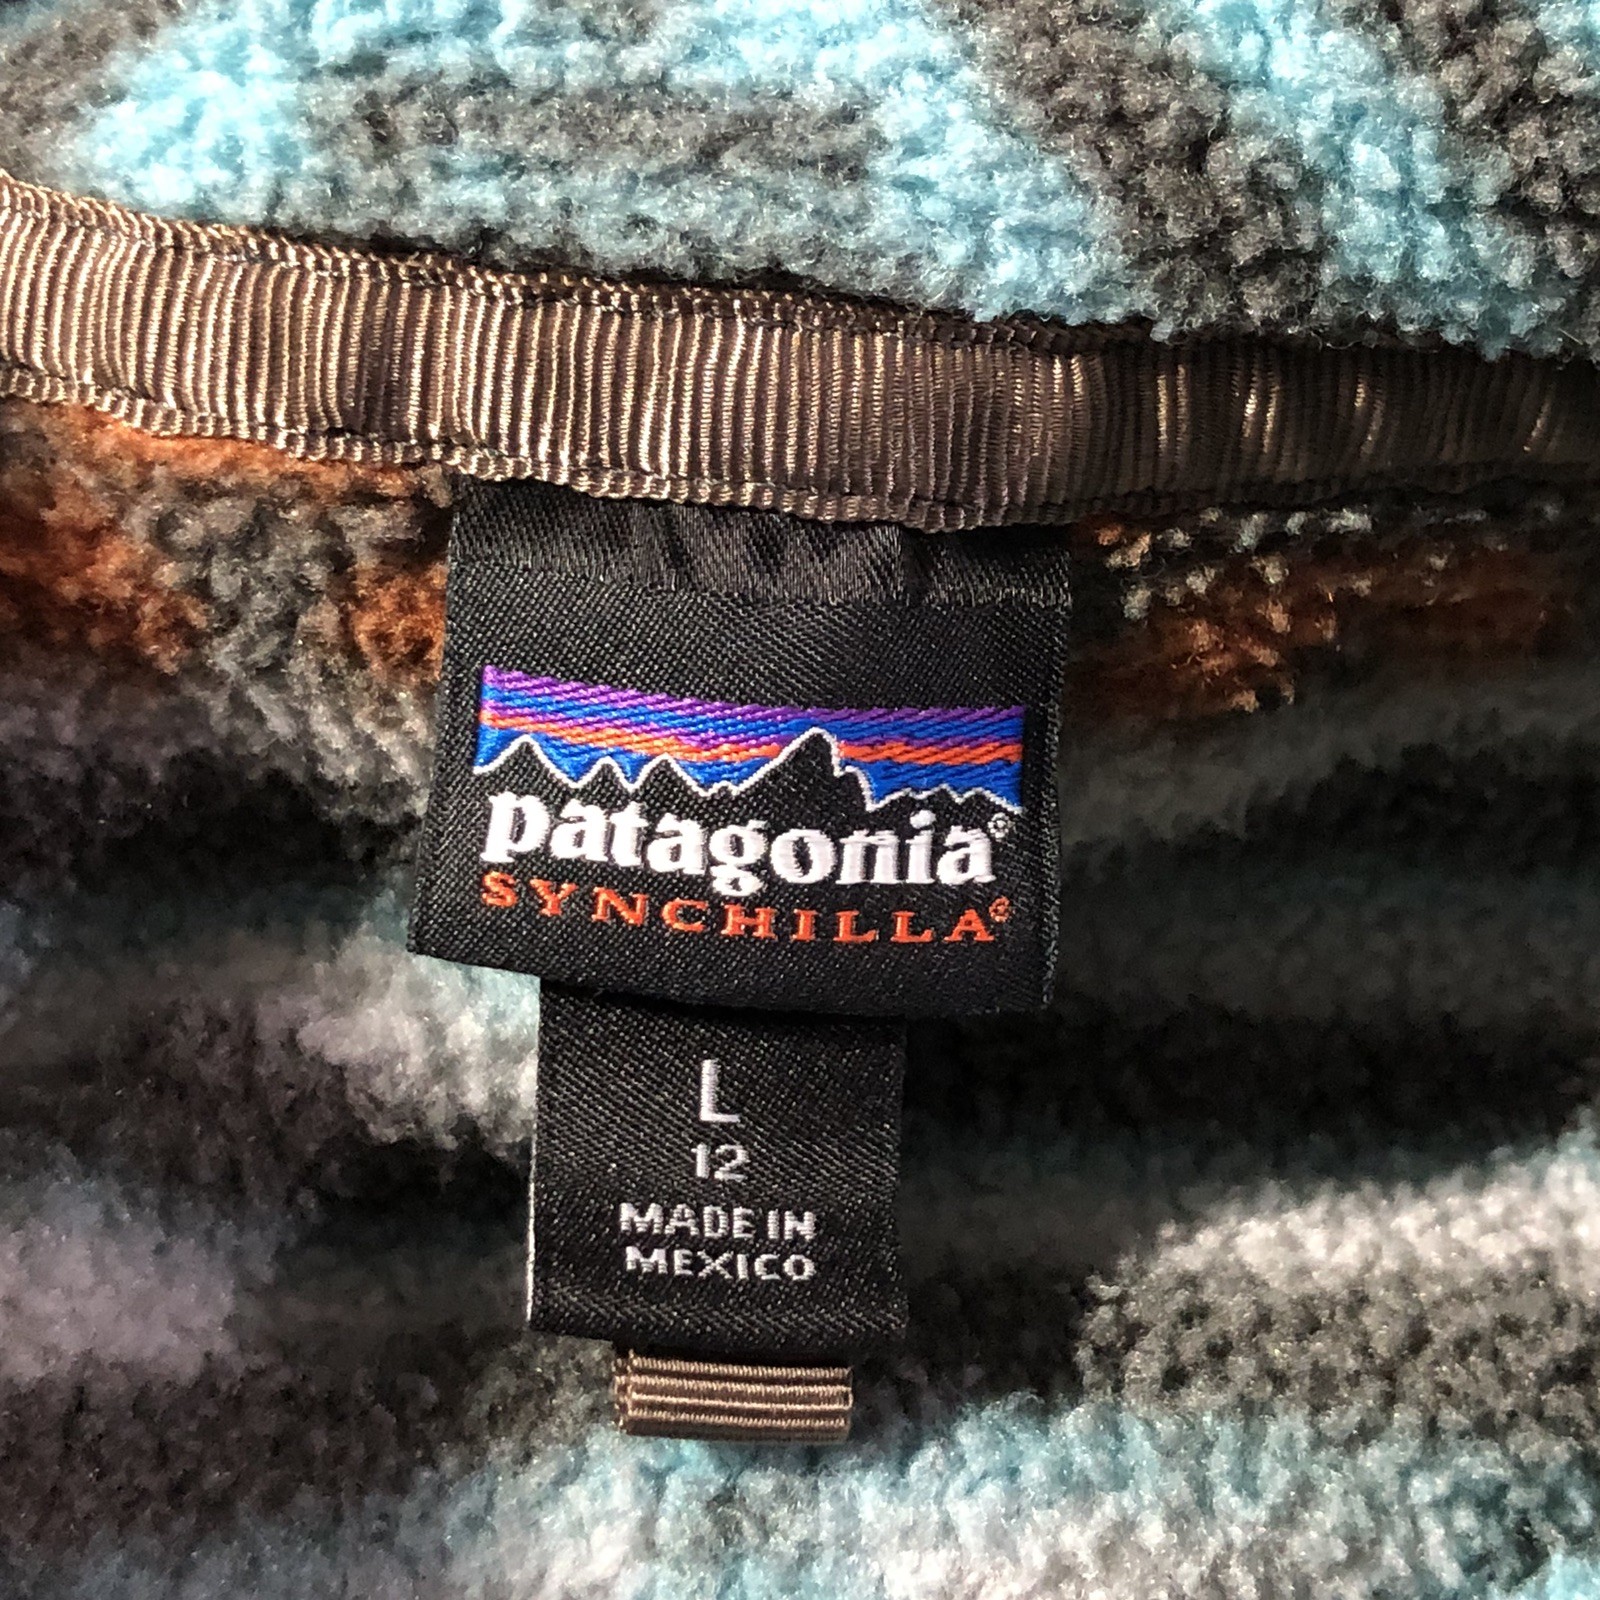 patagonia®
SYNCHILLA®
L
12
MADE IN
MEXICO